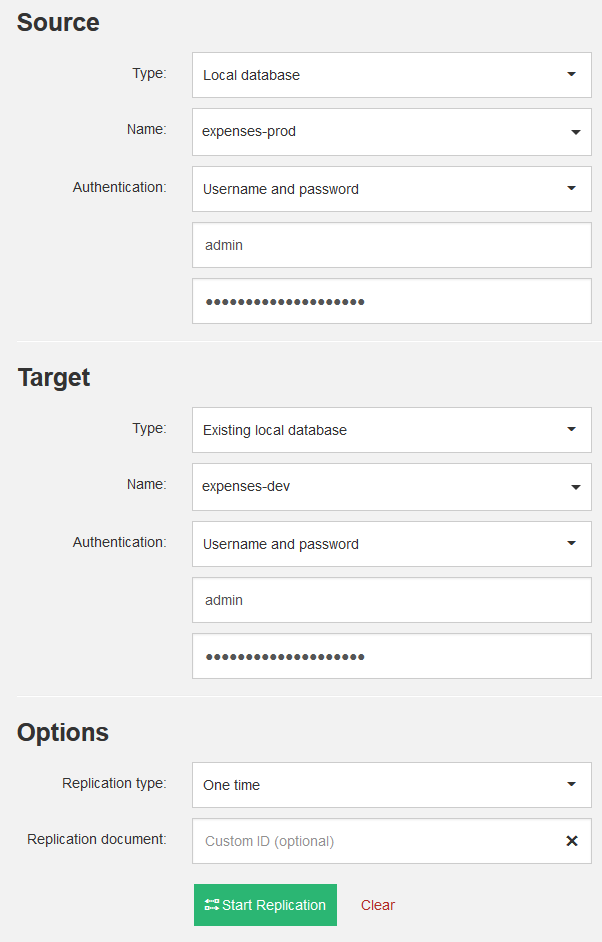 Source
Type: Local database
Name: expenses-prod
Authentication: Username and password
admin
●●●●●●●●●●●●●●●●●●●●
Target
Type: Existing local database
Name: expenses-dev
Authentication: Username and password
admin
●●●●●●●●●●●●●●●●●●●●
Options
Replication type: One time
Replication document: Custom ID (optional)
Start Replication Clear